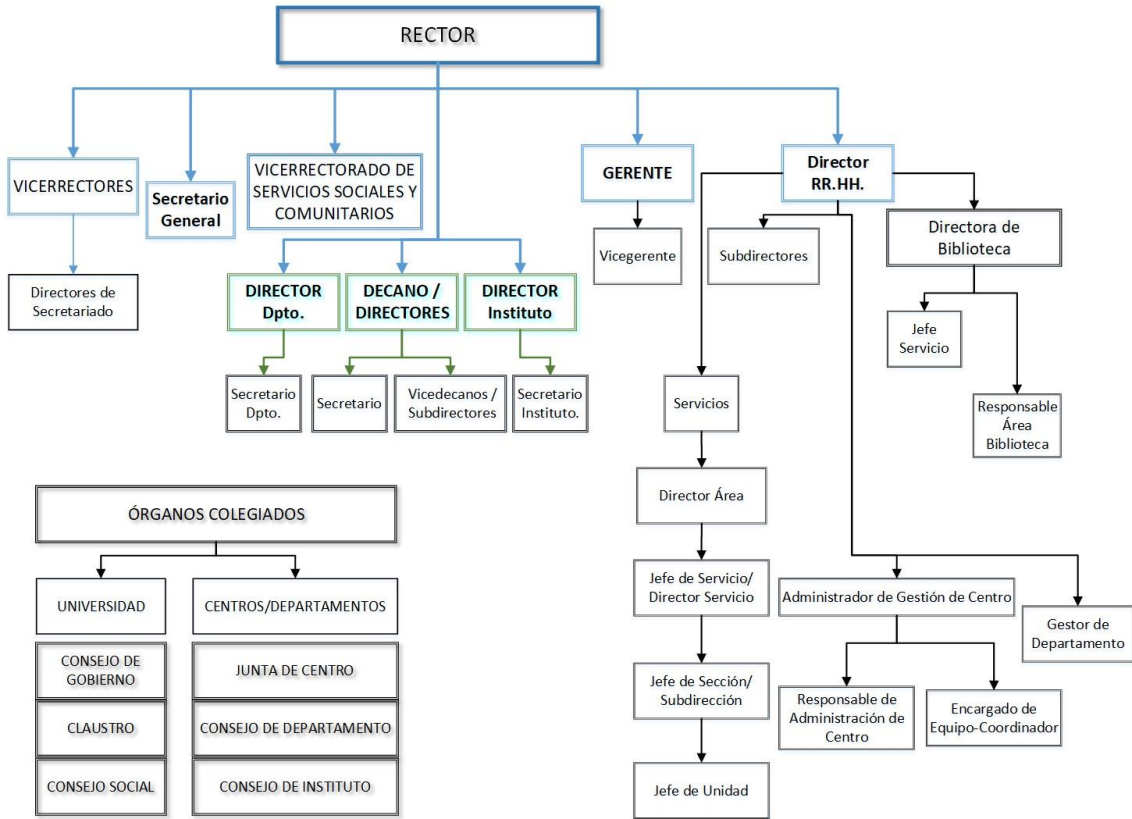 RECTOR
VICERRECTORES
Secretario
General
VICERRECTORADO DE
SERVICIOS SOCIALES Y
COMUNITARIOS
GERENTE
Director
RR.HH.
Directores de
Secretariado
DIRECTOR
Dpto.
DECANO /
DIRECTORES
DIRECTOR
Instituto
Vicegerente
Subdirectores
Directora de
Biblioteca
Secretario
Dpto.
Secretario
Vicedecanos /
Subdirectores
Secretario
Instituto.
Servicios
Jefe
Servicio
Responsable
Área
Biblioteca
Director Área
Jefe de Servicio/
Director Servicio
Administrador de Gestión de Centro
Gestor de
Departamento
Jefe de Sección/
Subdirección
Responsable de
Administración de
Centro
Encargado de
Equipo-Coordinador
Jefe de Unidad
ÓRGANOS COLEGIADOS
UNIVERSIDAD
CENTROS/DEPARTAMENTOS
CONSEJO DE
GOBIERNO
JUNTA DE CENTRO
CLAUSTRO
CONSEJO DE DEPARTAMENTO
CONSEJO SOCIAL
CONSEJO DE INSTITUTO